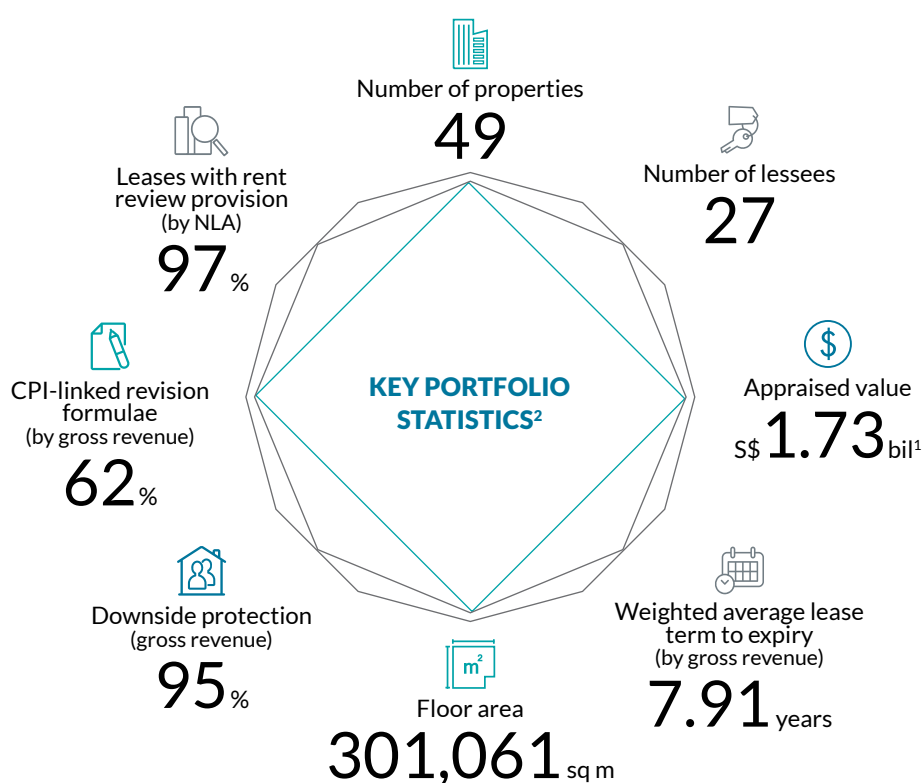 Number of properties
49
Number of lessees
27
Appraised value
S$ 1.73 bil¹
Weighted average lease
term to expiry
(by gross revenue)
7.91 years
m²
Floor area
301,061 sq m
Downside protection
(gross revenue)
95 %
CPI-linked revision
formulae
(by gross revenue)
62 %
Leases with rent
review provision
(by NLA)
97 %
KEY PORTFOLIO
STATISTICS²